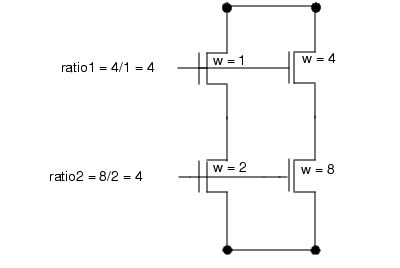 ratio1 = 4/1 = 4
w = 1
w = 4
ratio2 = 8/2 = 4
w = 2
w = 8